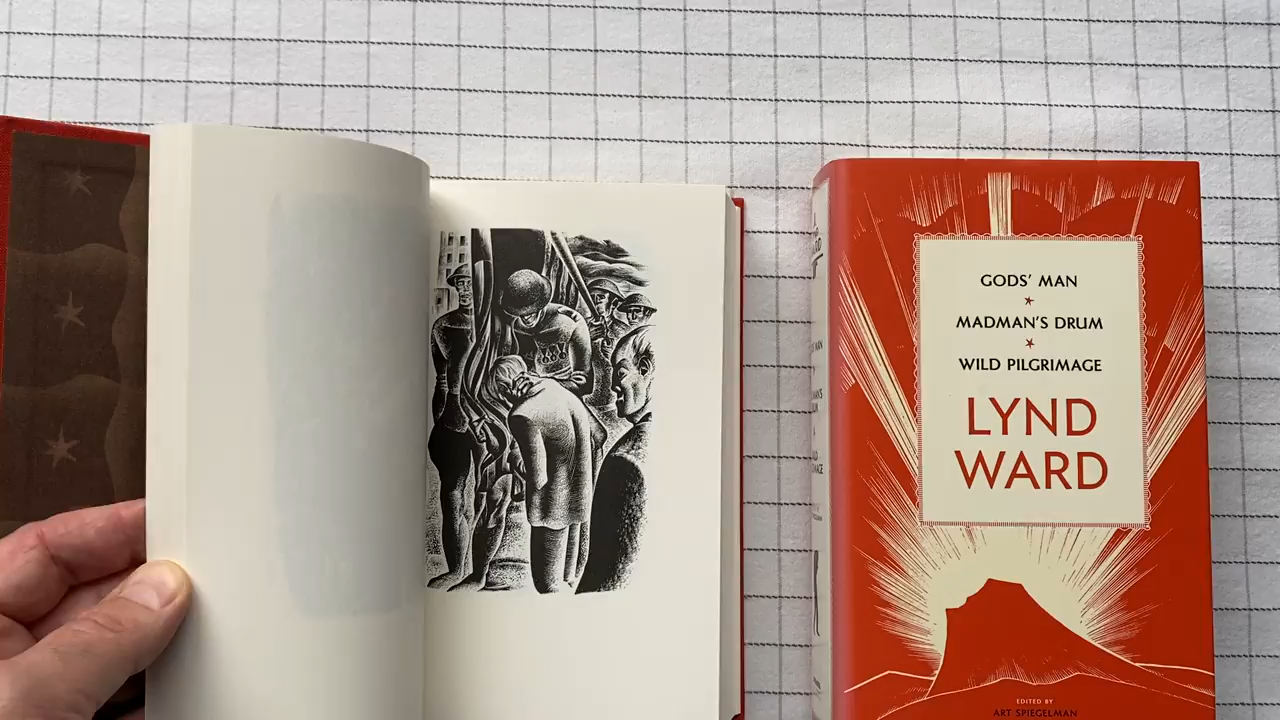 GODS' MAN
MADMAN'S DRUM
WILD PILGRIMAGE
LYND
WARD
EDITED BY
ART SPIEGELMAN